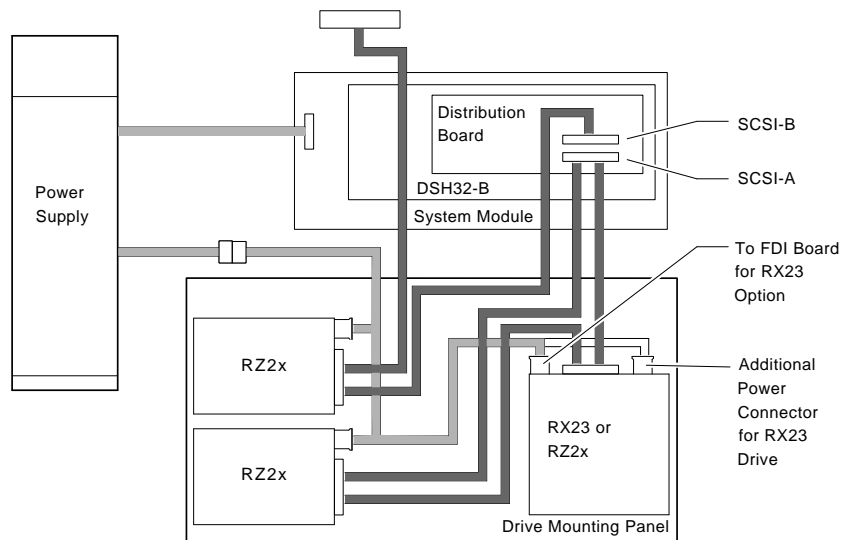 Distribution
Board
SCSI-B
SCSI-A
DSH32-B
System Module
Power
Supply
To FDI Board
for RX23
Option
RZ2x
Additional
Power
Connector
for RX23
Drive
RX23 or
RZ2x
RZ2x
Drive Mounting Panel